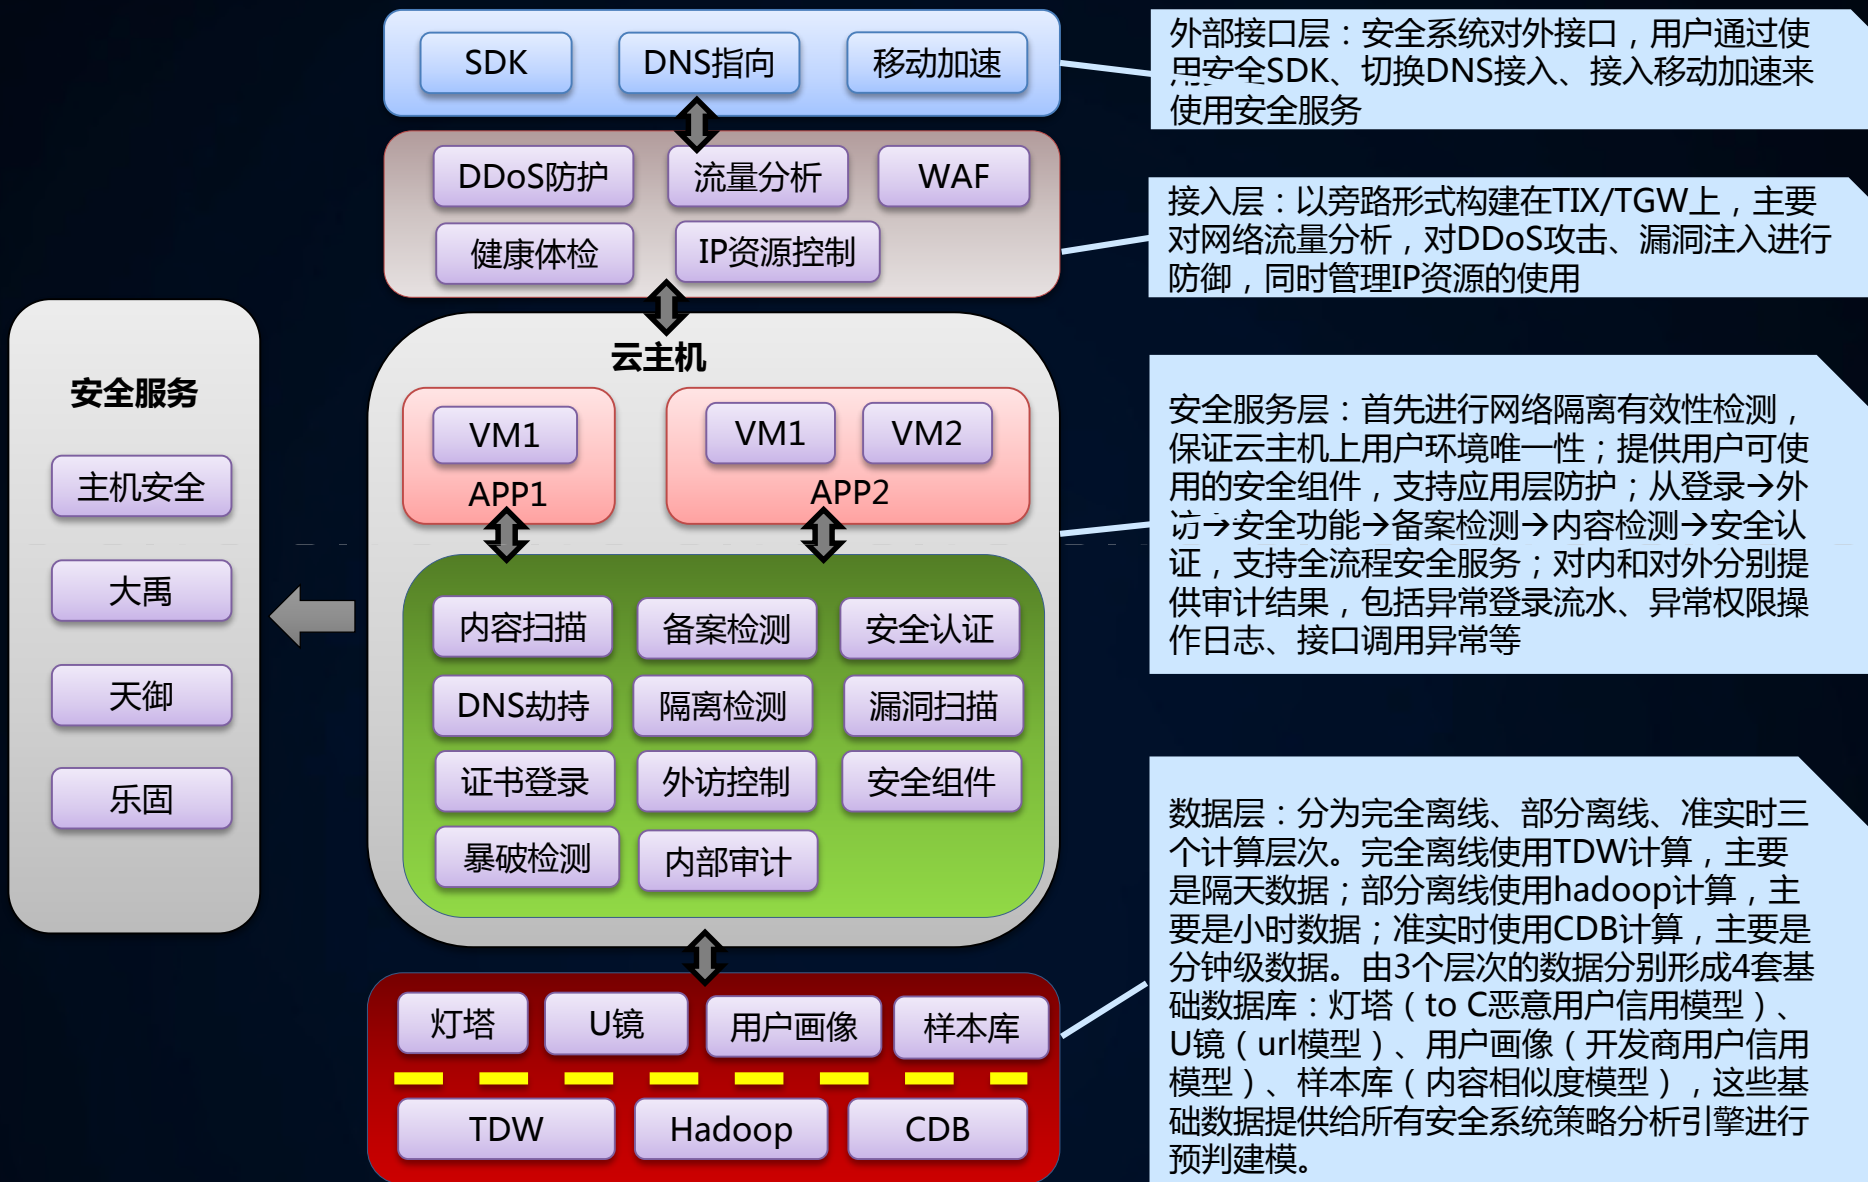 SDK
DNS指向
移动加速
外部接口层：安全系统对外接口，用户通过使
用安全SDK、切换DNS接入、接入移动加速来
使用安全服务
DDoS防护
流量分析
WAF
健康体检
IP资源控制
接入层：以旁路形式构建在TIX/TGW上，主要
对网络流量分析，对DDoS攻击、漏洞注入进行
防御，同时管理IP资源的使用
安全服务
主机安全
大禹
天御
乐固
云主机
VM1
APP1
VM1
VM2
APP2
内容扫描
备案检测
安全认证
DNS劫持
隔离检测
漏洞扫描
证书登录
外访控制
安全组件
暴破检测
内部审计
安全服务层：首先进行网络隔离有效性检测，
保证云主机上用户环境唯一性；提供用户可使
用的安全组件，支持应用层防护；从登录→外
访→安全功能→备案检测→内容检测→安全认
证，支持全流程安全服务；对内和对外分别提
供审计结果，包括异常登录流水、异常权限操
作日志、接口调用异常等
灯塔
U镜
用户画像
样本库
TDW
Hadoop
CDB
数据层：分为完全离线、部分离线、准实时三
个计算层次。完全离线使用TDW计算，主要
是隔天数据；部分离线使用hadoop计算，主
要是小时数据；准实时使用CDB计算，主要是
分钟级数据。由3个层次的数据分别形成4套基
础数据库：灯塔（to C恶意用户信用模型）、
U镜（url模型）、用户画像（开发商用户信用
模型）、样本库（内容相似度模型），这些基
础数据提供给所有安全系统策略分析引擎进行
预判建模。